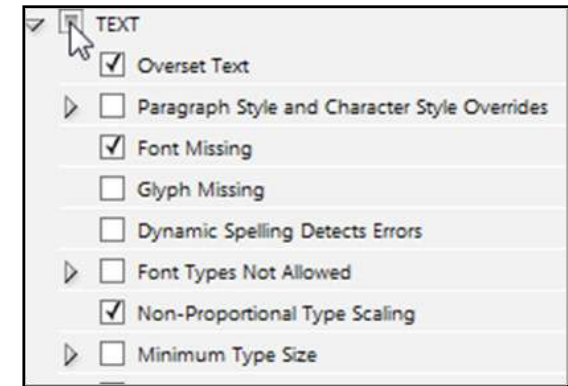 TEXT
Overset Text
Paragraph Style and Character Style Overrides
Font Missing
Glyph Missing
Dynamic Spelling Detects Errors
Font Types Not Allowed
Non-Proportional Type Scaling
Minimum Type Size